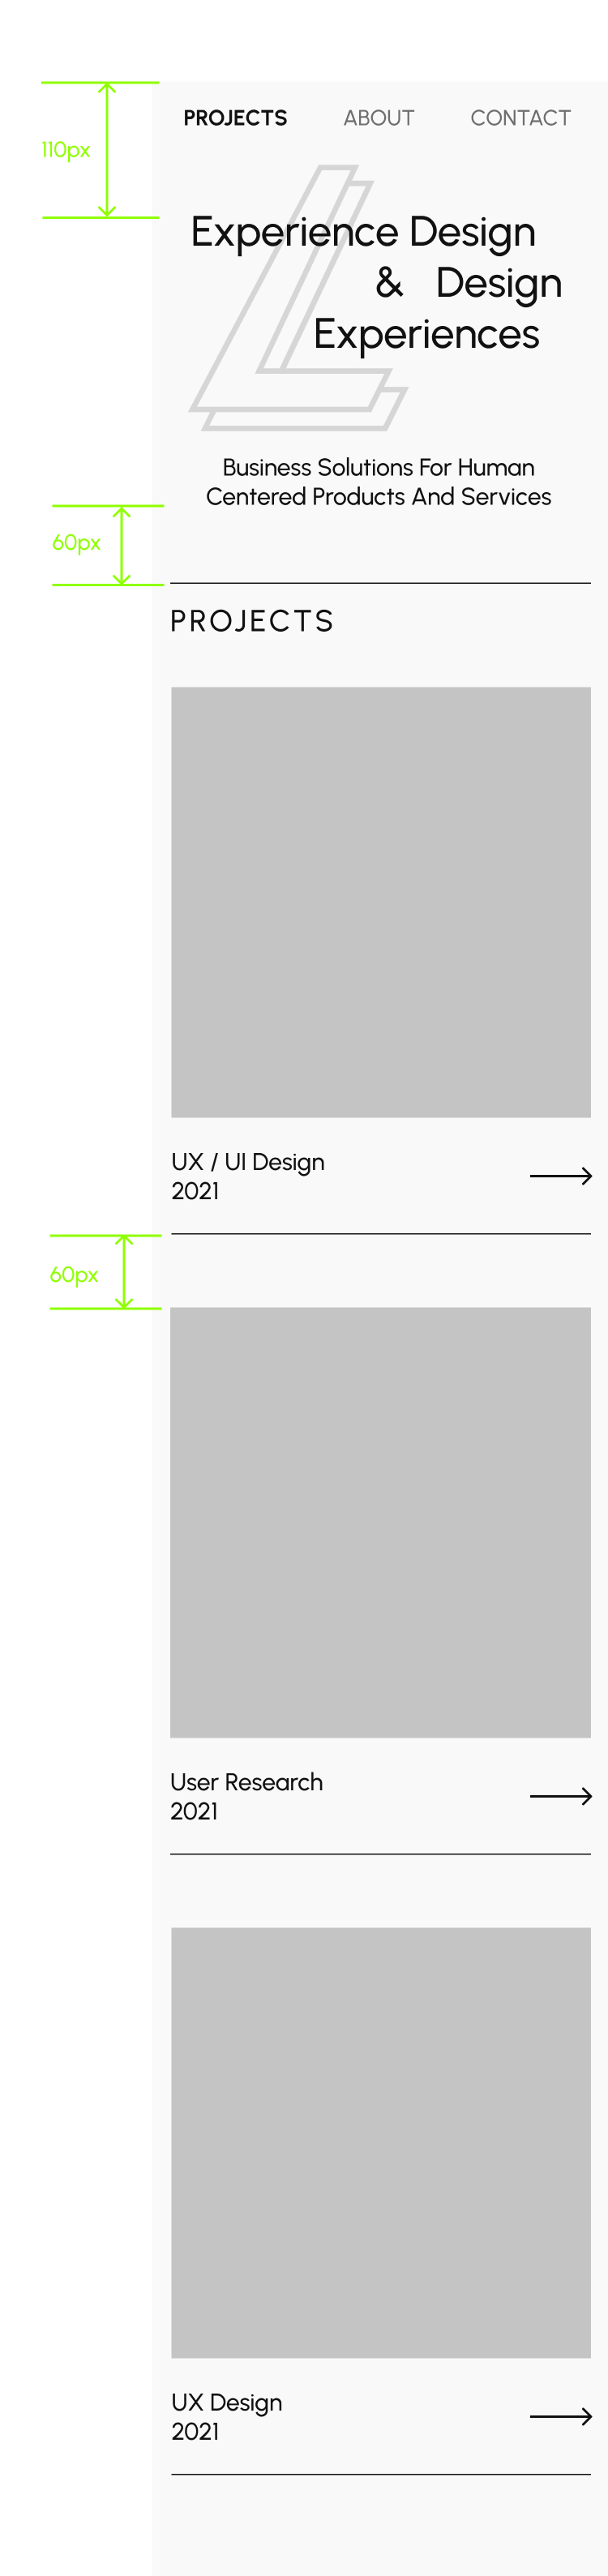 PROJECTS ABOUT CONTACT
110px
Experience Design
& Design
Experiences
Business Solutions For Human
Centered Products And Services
60px
PROJECTS
UX / UI Design
2021
60px
User Research
2021
UX Design
2021